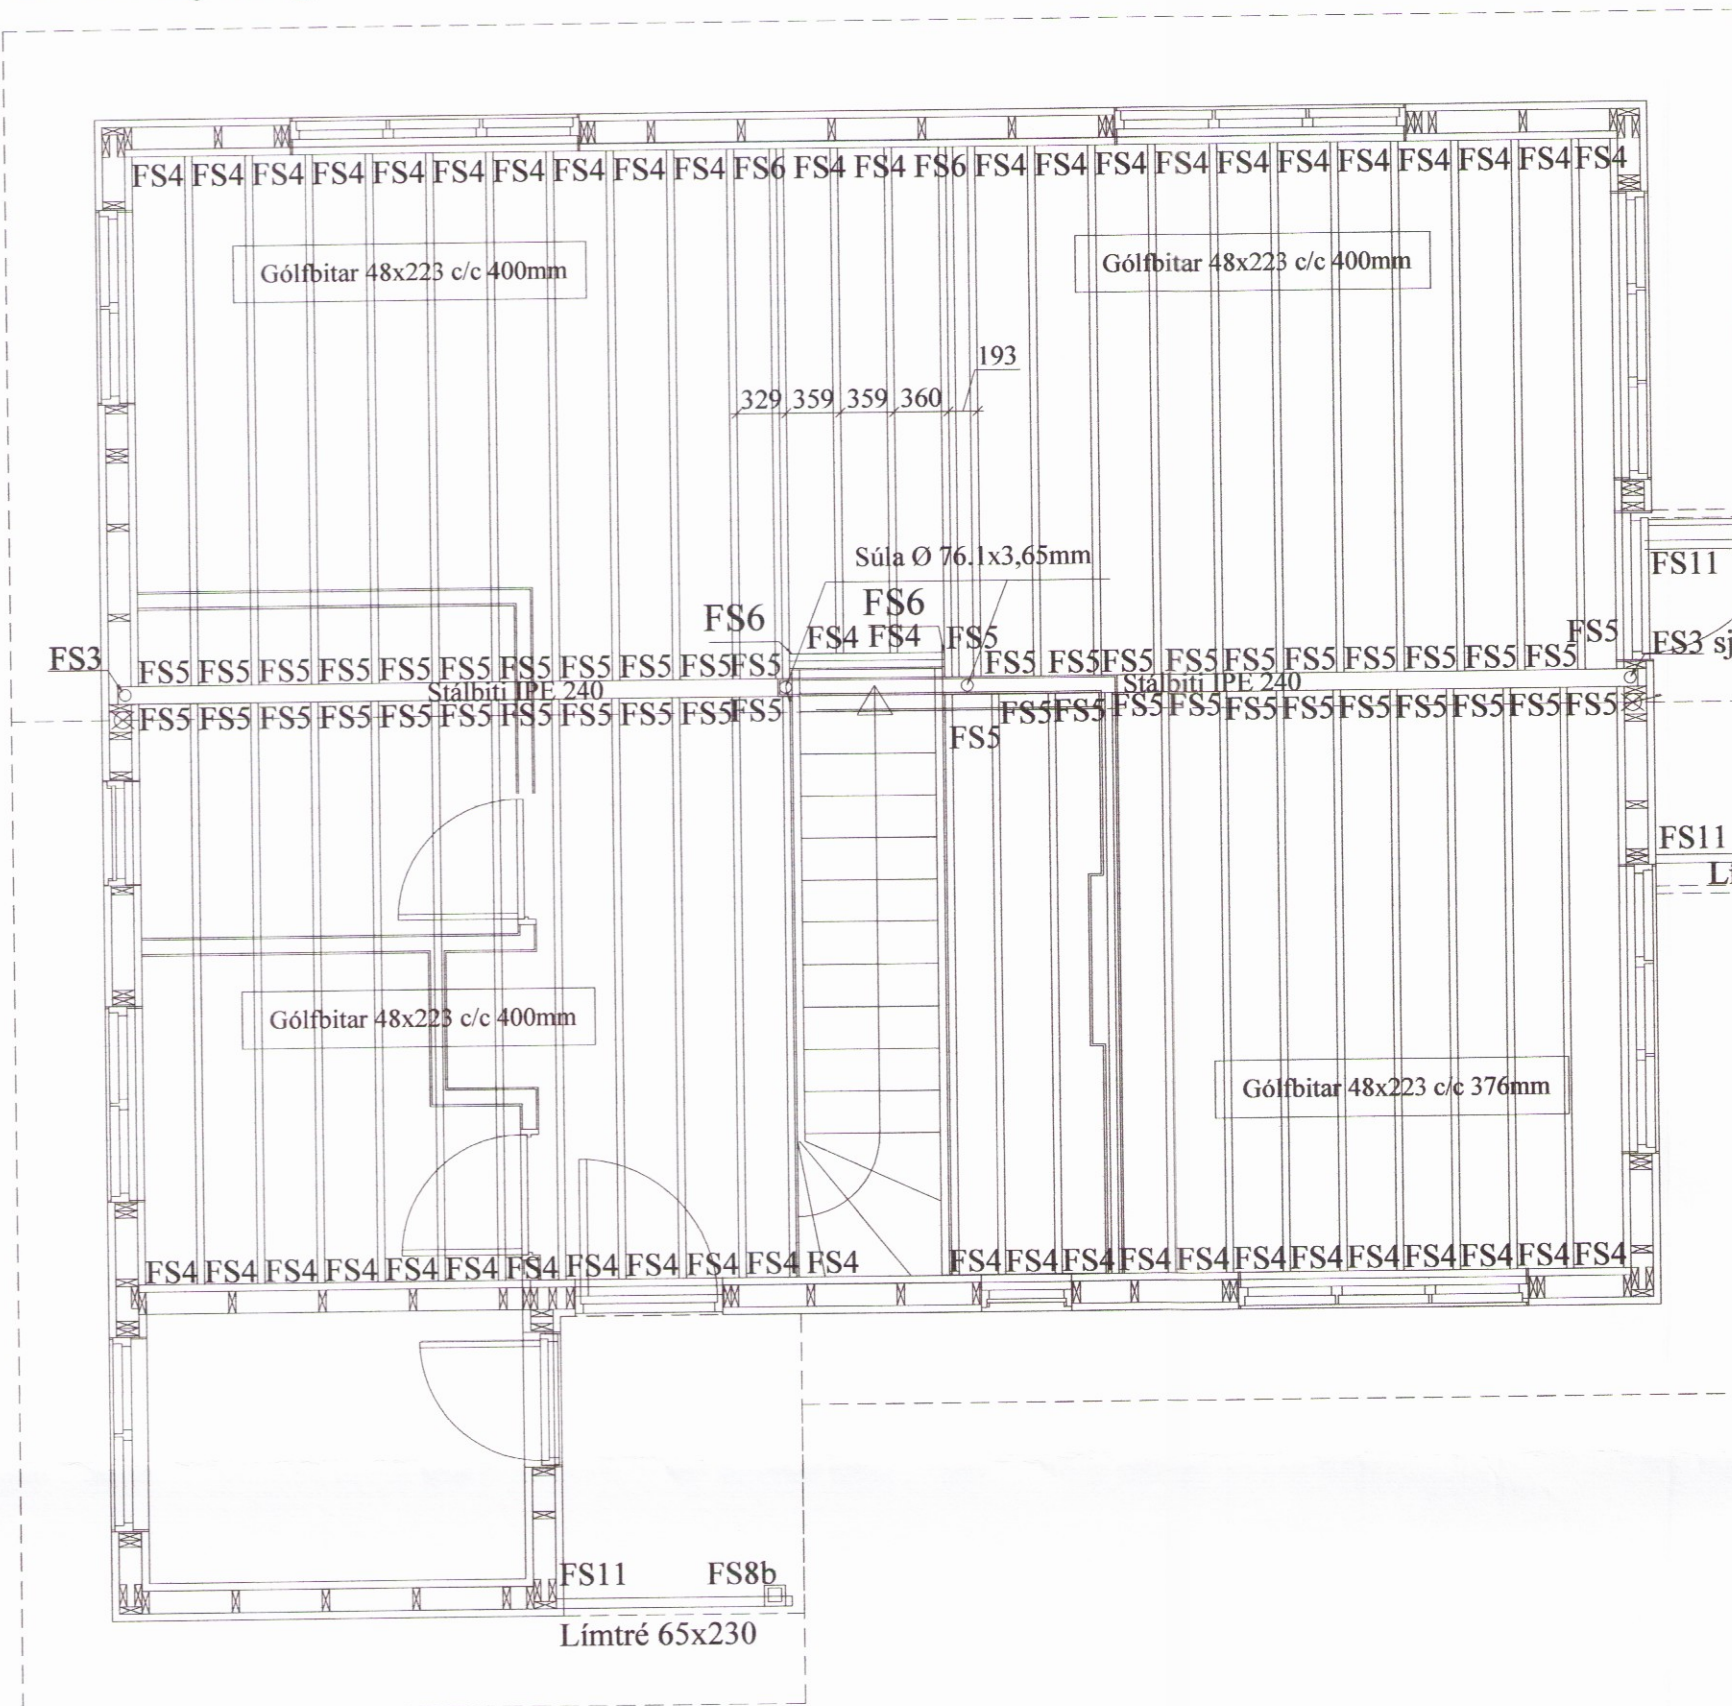 FS4 FS4 FS4 FS4 FS4 FS4 FS4 FS4 FS4 FS4 FS6 FS4 FS4 FS6 FS4 FS4 FS4 FS4 FS4 FS4 FS4 FS4 FS4 FS4 FS4
Gólfbitar 48x223 c/c 400mm
Gólfbitar 48x223 c/c 400mm
193
329 359 359 360
Súla Ø 76.1x3,65mm
FS11
FS6
FS6
FS4 FS4 FS5
FS5
FS3 sj
FS3
FS5 FS5 FS5 FS5 FS5 FS5 FS5 FS5 FS5 FS5 FS5
FS5 FS5 FS5 FS5 FS5 FS5 FS5 FS5 FS5 FS5
Stálbiti IPE 240
Stálbiti IPE 240
FS5 FS5 FS5 FS5 FS5 FS5 FS5 FS5 FS5 FS5 FS5
FS5 FS5 FS5 FS5 FS5 FS5 FS5 FS5 FS5 FS5 FS5
FS5
FS11
Lí
Gólfbitar 48x223 c/c 400mm
Gólfbitar 48x223 c/c 376mm
FS4 FS4 FS4 FS4 FS4 FS4 FS4 FS4 FS4 FS4 FS4 FS4
FS4 FS4 FS4 FS4 FS4 FS4 FS4 FS4 FS4 FS4 FS4 FS4
FS11
FS8b
Límtré 65x230